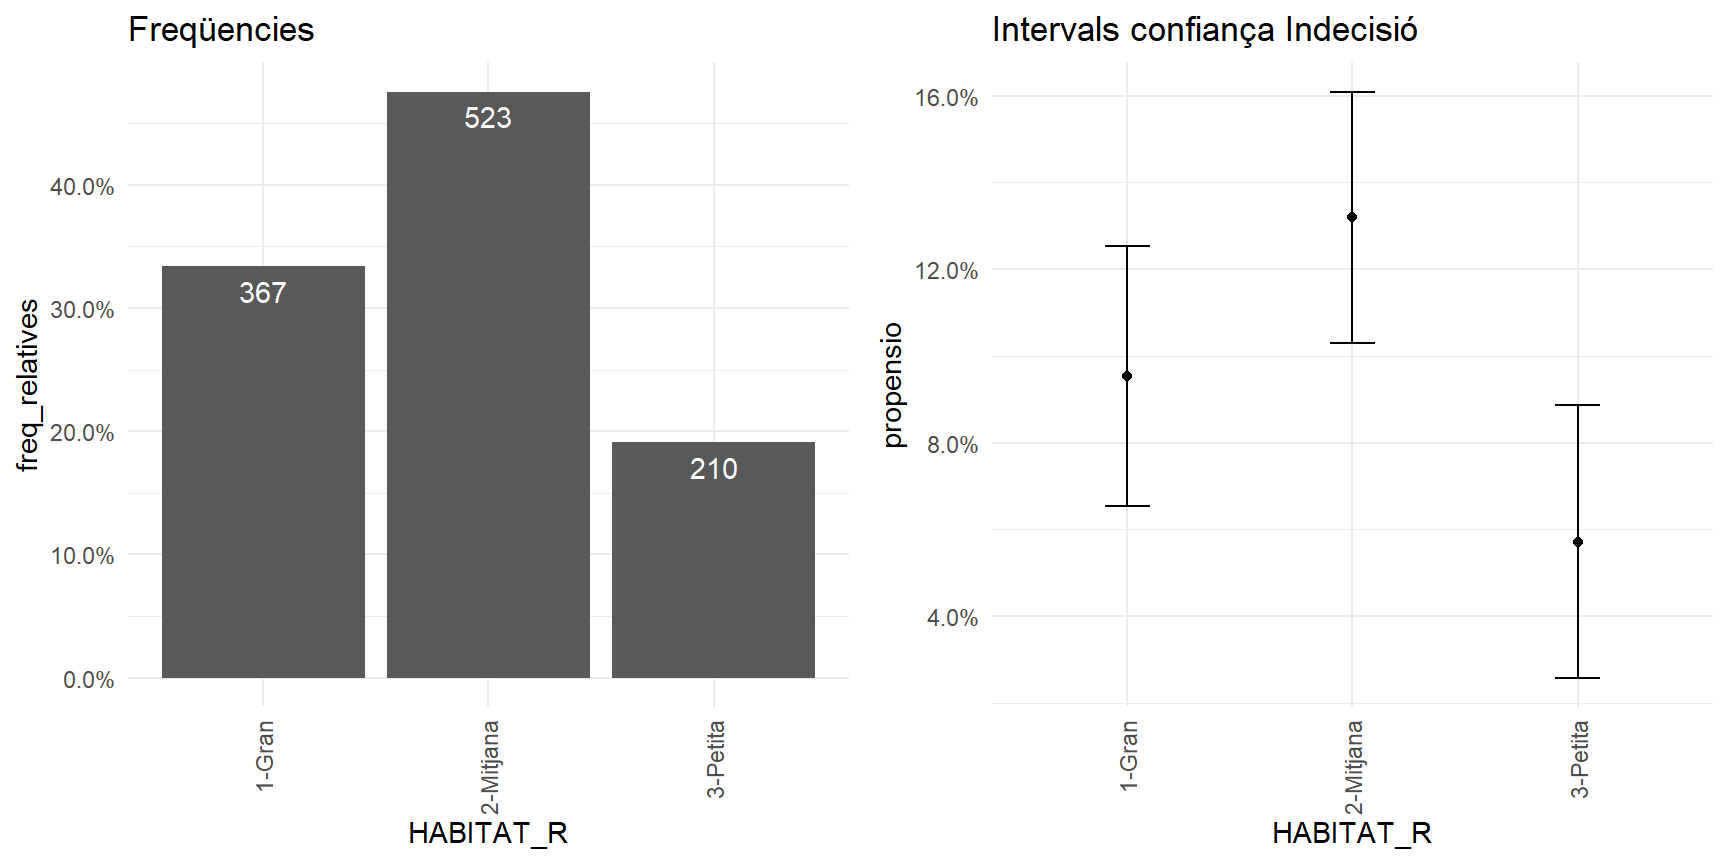 Freqüencies
freq_relatives
40.0%
30.0%
20.0%
10.0%
0.0%
367
523
210
1-Gran
2-Mitjana
3-Petita
HABITAT_R
Intervals confiança Indecisió
propensio
16.0%
12.0%
8.0%
4.0%
1-Gran
2-Mitjana
3-Petita
HABITAT_R